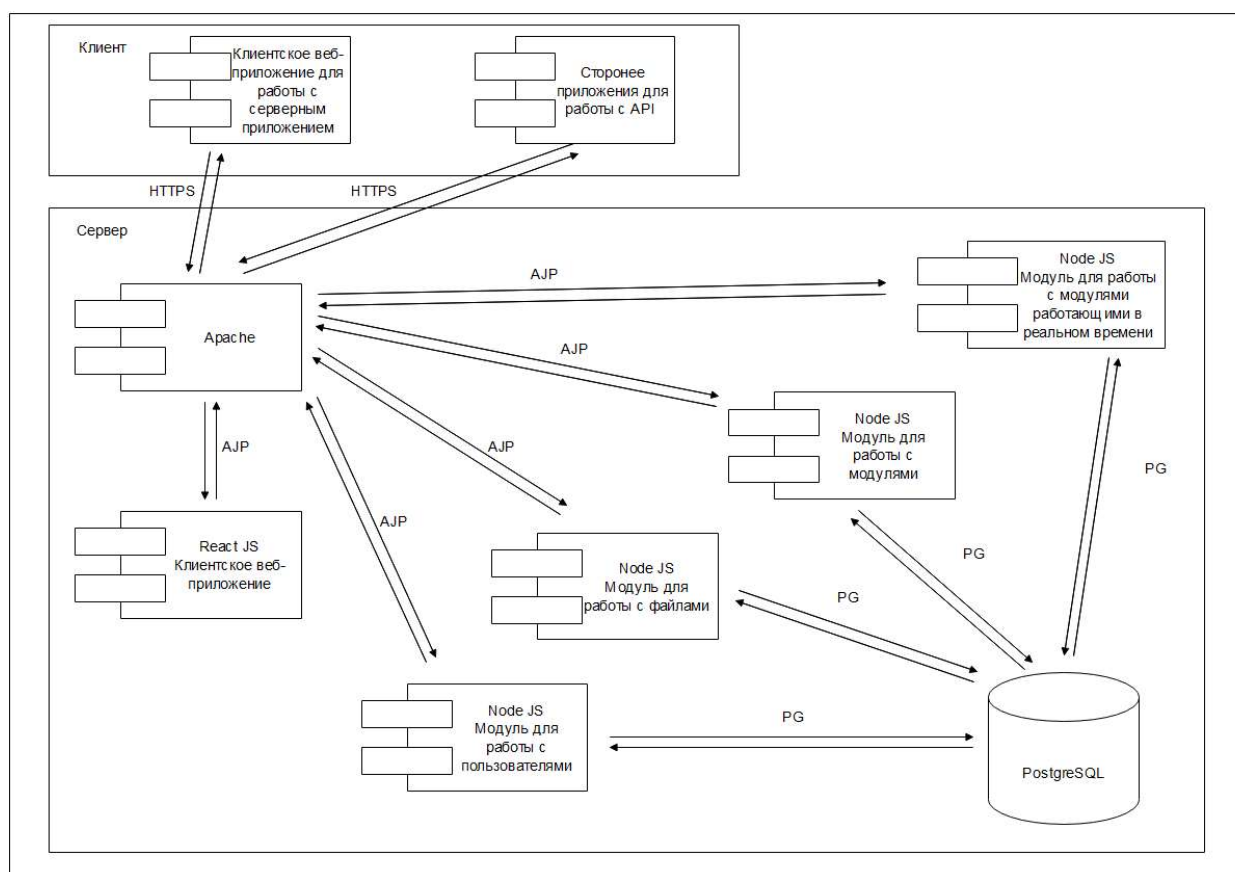 Клиент
Клиентское веб-
приложение для
работы с
серверным
приложением
Сторонее
приложения для
работы с API
HTTPS
HTTPS
Сервер
Apache
AJP
Node JS
Модуль для работы
с модулями
работающими в
реальном времени
AJP
Node JS
Модуль для
работы с
модулями
AJP
AJP
PG
React JS
Клиентское веб-
приложение
AJP
Node JS
Модуль для
работы с файлами
PG
PG
Node JS
Модуль для
работы с
пользователями
PG
PostgreSQL